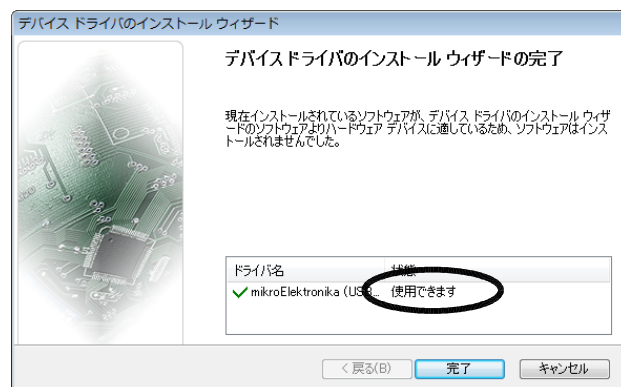 デバイス ドライバのインストール ウィザード
デバイス ドライバのインストール ウィザードの完了
現在インストールされているソフトウェアが、デバイス ドライバのインストール ウィザ
ードのソフトウェアよりハードウェア デバイスに適しているため、ソフトウェアはインス
トールされませんでした。
ドライバ名 状態
mikroElektronika (USB... 使用できます
< 戻る(B) 完了 キャンセル